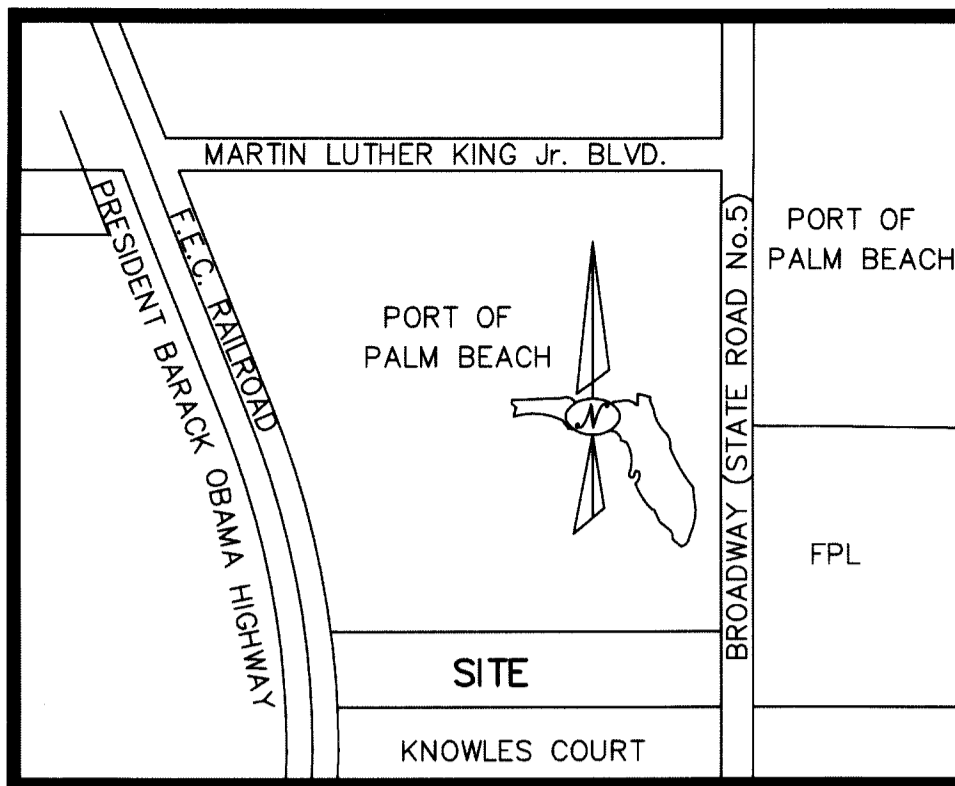 MARTIN LUTHER KING Jr. BLVD.
PRESIDENT BARACK OBAMA HIGHWAY
F.E.C. RAILROAD
PORT OF
PALM BEACH
N
BROADWAY (STATE ROAD No.5)
PORT OF
PALM BEACH
FPL
SITE
KNOWLES COURT